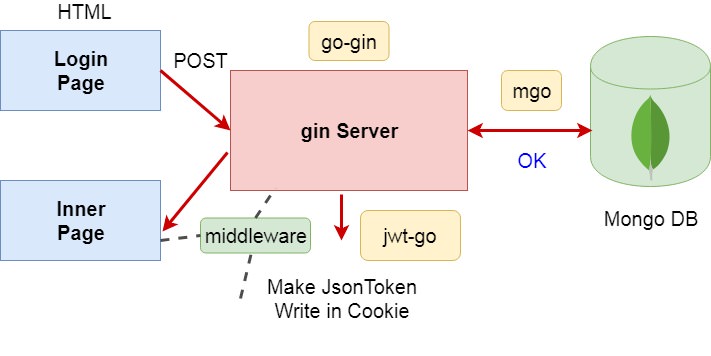 HTML
Login
Page
POST
go-gin
gin Server
mgo
OK
Mongo DB
Inner
Page
middleware
jwt-go
Make JsonToken
Write in Cookie